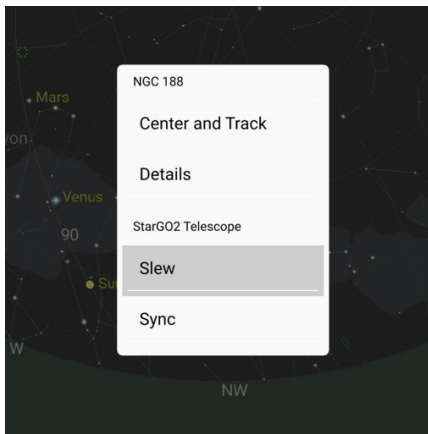 NGC 188
Mars
Center and Track
Details
Venus
StarGO2 Telescope
90
Slew
Sync
W
NW